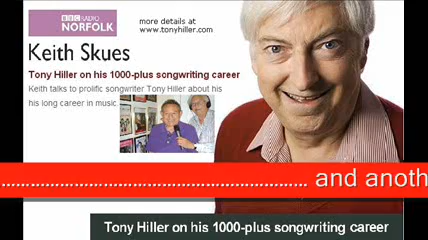 BBC RADIO
NORFOLK
more details at
www.tonyhiller.com
Keith Skues
Tony Hiller on his 1000-plus songwriting career
Keith talks to prolific songwriter Tony Hiller about his
his long career in music
................................................... and anoth
Tony Hiller on his 1000-plus songwriting career